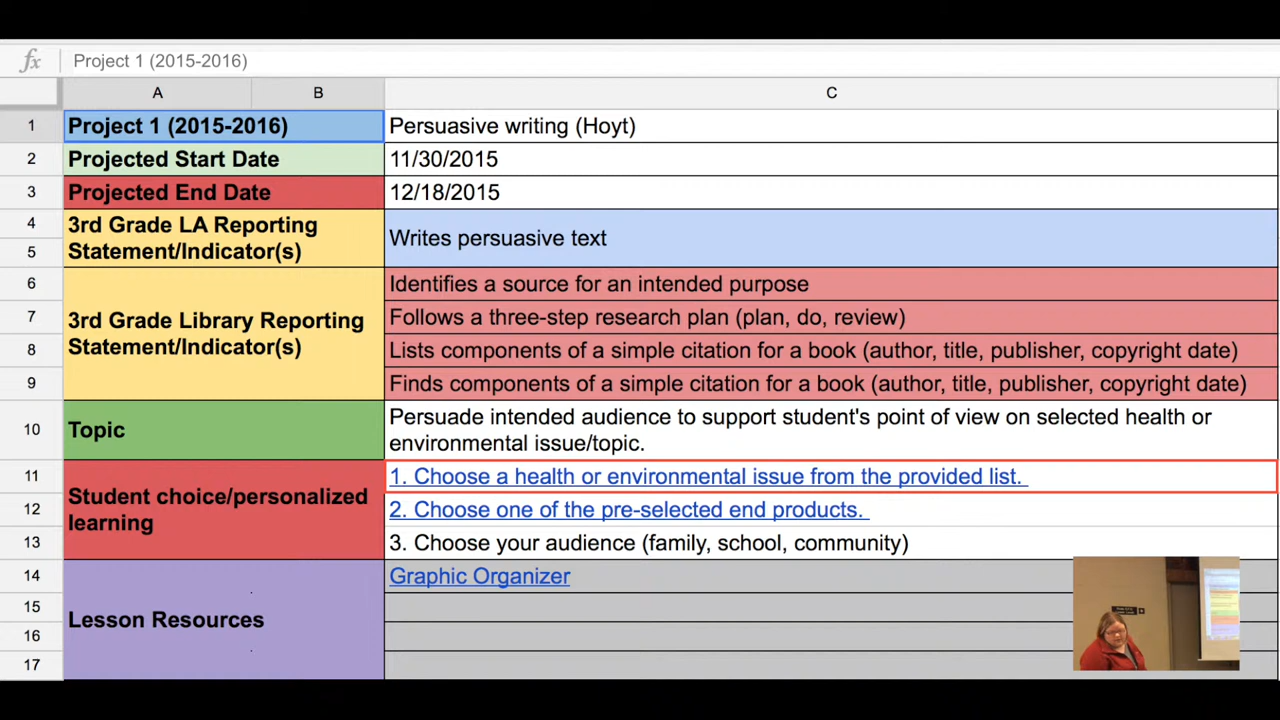 fx Project 1 (2015-2016)
A B C
1 Project 1 (2015-2016) Persuasive writing (Hoyt)
2 Projected Start Date 11/30/2015
3 Projected End Date 12/18/2015
4 3rd Grade LA Reporting
5 Statement/Indicator(s) Writes persuasive text
6 Identifies a source for an intended purpose
7 3rd Grade Library Reporting Follows a three-step research plan (plan, do, review)
8 Statement/Indicator(s) Lists components of a simple citation for a book (author, title, publisher, copyright date)
9 Finds components of a simple citation for a book (author, title, publisher, copyright date)
10 Topic Persuade intended audience to support student's point of view on selected health or
environmental issue/topic.
11 Student choice/personalized 1. Choose a health or environmental issue from the provided list.
12 learning 2. Choose one of the pre-selected end products.
13 3. Choose your audience (family, school, community)
14 Graphic Organizer
15 Lesson Resources
16
17